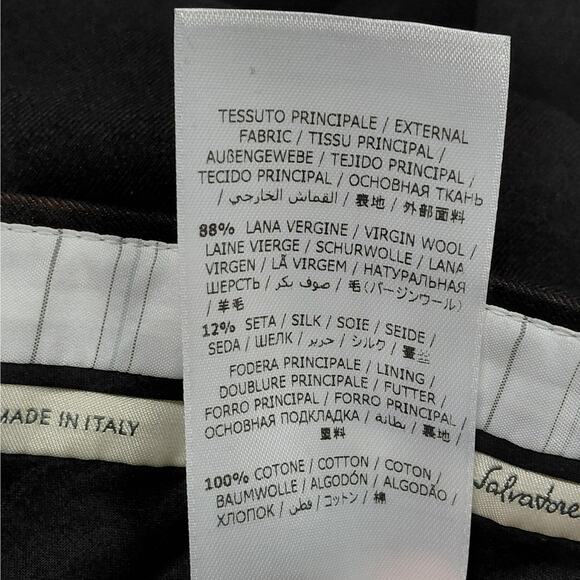 TESSUTO PRINCIPALE / EXTERNAL
FABRIC / TISSU PRINCIPAL /
AUßENGEWEBE / TEJIDO PRINCIPAL /
TECIDO PRINCIPAL / ОСНОВНАЯ ТКАНЬ
/ القماش الخارجي / 裏地 / 外部面料
88% LANA VERGINE / VIRGIN WOOL /
LAINE VIERGE / SCHURWOLLE / LANA
VIRGEN / LÃ VIRGEM / НАТУРАЛЬНАЯ
ШЕРСТЬ / صوف بكر / 毛(バージンウール)
/ 羊毛
12% SETA / SILK / SOIE / SEIDE /
SEDA / ШЕЛК / حرير / シルク /
FODERA PRINCIPALE / LINING /
DOUBLURE PRINCIPALE / FUTTER /
FORRO PRINCIPAL / FORRO PRINCIPAL /
ОСНОВНАЯ ПОДКЛАДКА / بطانة / 裏地 /
里料
100% COTONE / COTTON / COTON /
BAUMWOLLE / ALGODÓN / ALGODÃO /
ХЛОПОК / قطن / コットン / 棉
MADE IN ITALY
Salvatore